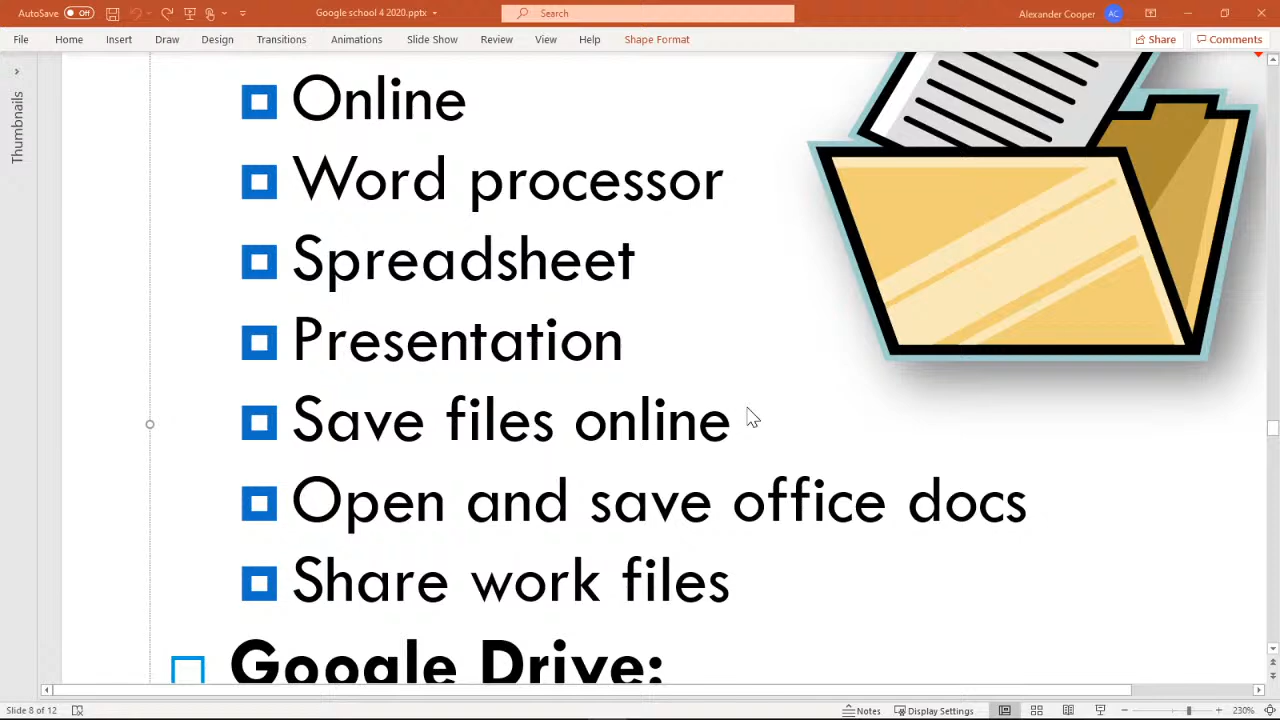 AutoSave Off Google school 4 2020.pptx Search Alexander Cooper AC
File Home Insert Draw Design Transitions Animations Slide Show Review View Help Shape Format Share Comments
Thumbnails
Online
Word processor
Spreadsheet
Presentation
Save files online
Open and save office docs
Share work files
Google Drive:
Slide 8 of 12 Notes Display Settings 230%